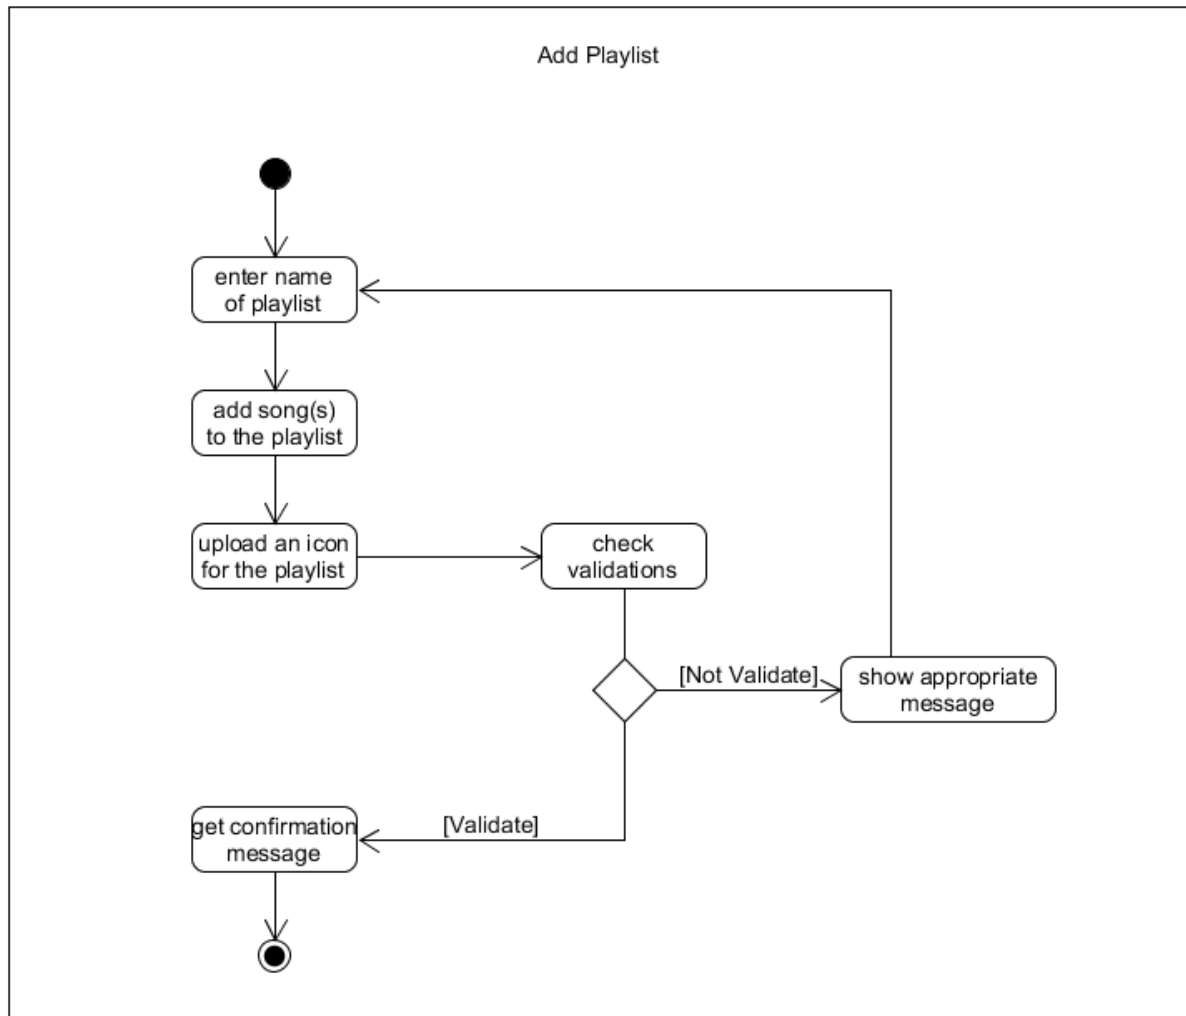 Add Playlist
enter name
of playlist
add song(s)
to the playlist
upload an icon
for the playlist
check
validations
[Not Validate]
show appropriate
message
[Validate]
get confirmation
message